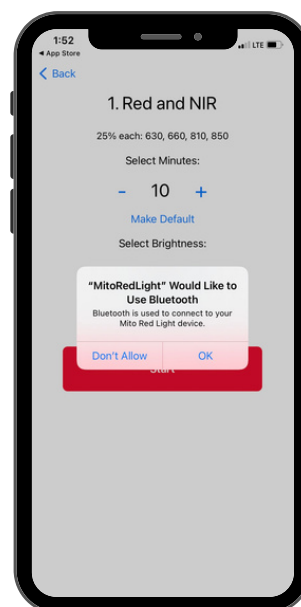 1:52
LTE
App Store
Back
1. Red and NIR
25% each: 630, 660, 810, 850
Select Minutes:
- 10 +
Make Default
Select Brightness:
“MitoRedLight” Would Like to
Use Bluetooth
Bluetooth is used to connect to your
Mito Red Light device.
Don't Allow OK
Start